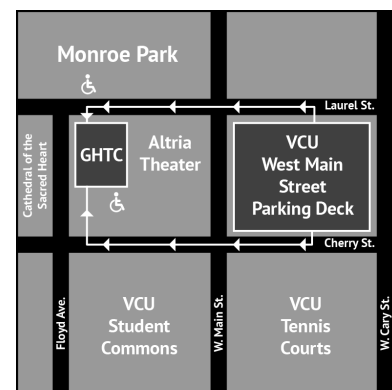 Monroe Park
Laurel St.
Cathedral of the
Sacred Heart
GHTC
Altria
Theater
VCU
West Main
Street
Parking Deck
Cherry St.
Floyd Ave.
VCU
Student
Commons
W. Main St.
VCU
Tennis
Courts
W. Cary St.